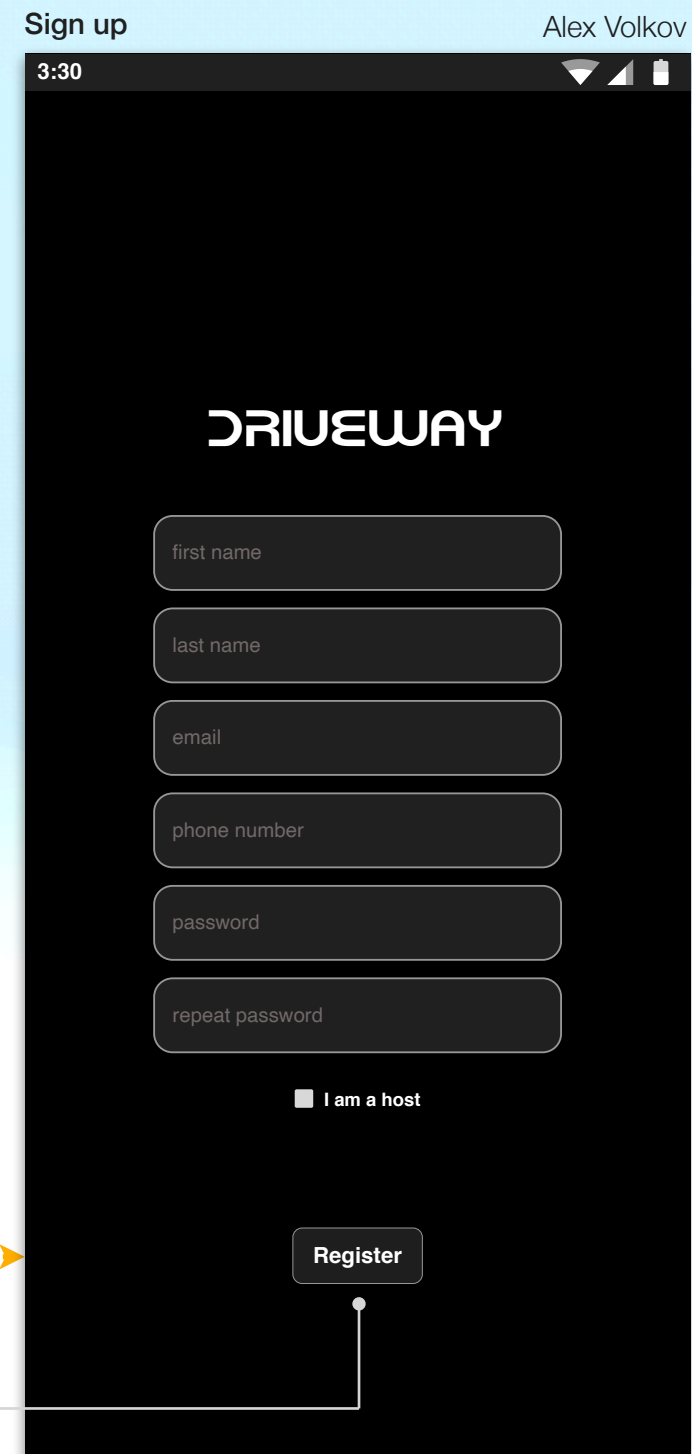 Sign up
Alex Volkov
3:30
DRIVEWAY
first name
last name
email
phone number
password
repeat password
I am a host
Register